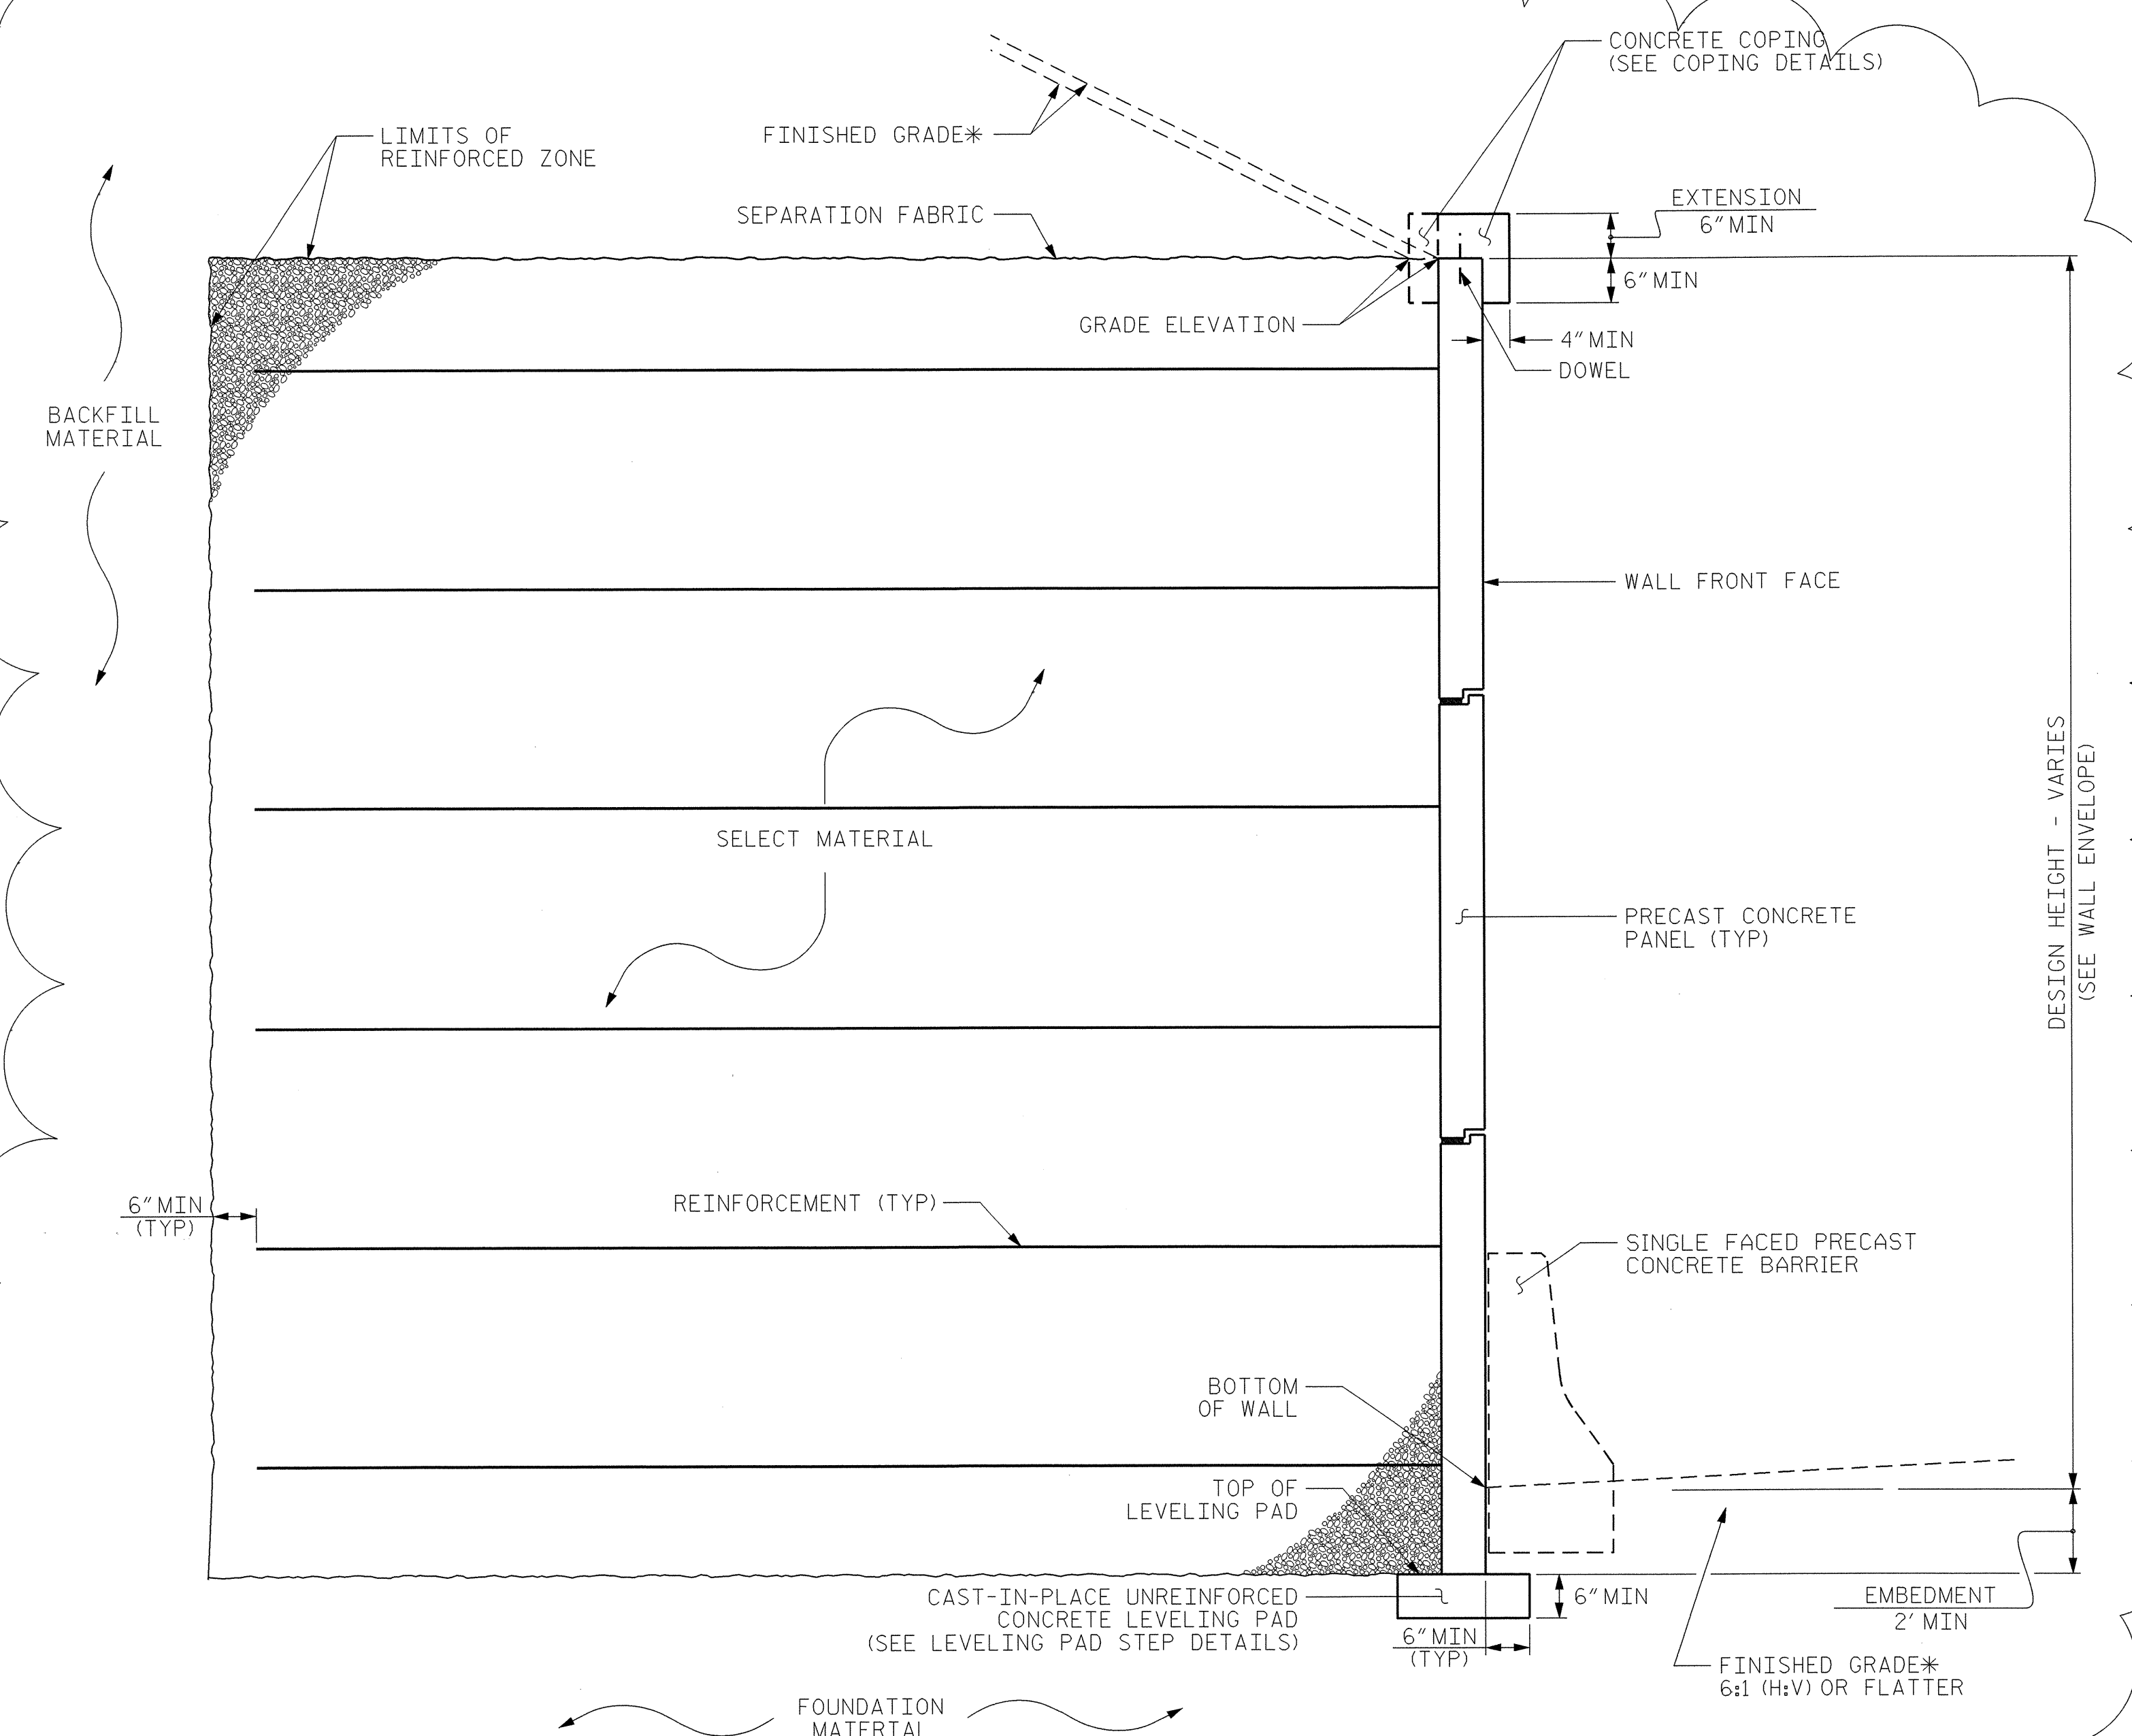 CONCRETE COPING
(SEE COPING DETAILS)
LIMITS OF
REINFORCED ZONE
FINISHED GRADE*
SEPARATION FABRIC
EXTENSION
6" MIN
6" MIN
GRADE ELEVATION
4" MIN
DOWEL
BACKFILL
MATERIAL
WALL FRONT FACE
SELECT MATERIAL
PRECAST CONCRETE
PANEL (TYP)
DESIGN HEIGHT - VARIES
(SEE WALL ENVELOPE)
6" MIN
(TYP)
REINFORCEMENT (TYP)
SINGLE FACED PRECAST
CONCRETE BARRIER
BOTTOM
OF WALL
TOP OF
LEVELING PAD
CAST-IN-PLACE UNREINFORCED
CONCRETE LEVELING PAD
(SEE LEVELING PAD STEP DETAILS)
6" MIN
6" MIN
(TYP)
EMBEDMENT
2' MIN
FINISHED GRADE*
6:1 (H:V) OR FLATTER
FOUNDATION
MATERIAL